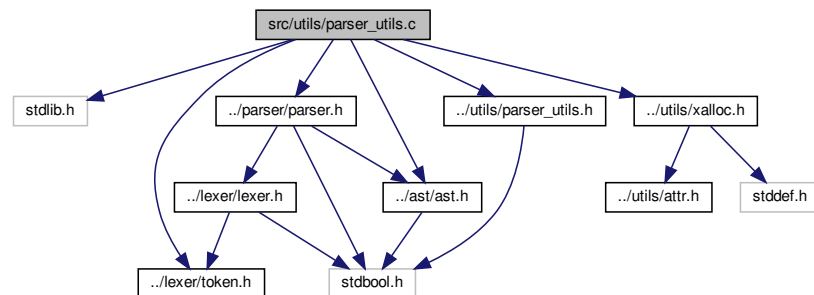 src/utils/parser_utils.c
stdlib.h
../parser/parser.h
../utils/parser_utils.h
../utils/xalloc.h
../lexer/lexer.h
../ast/ast.h
../utils/attr.h
stddef.h
../lexer/token.h
stdbool.h